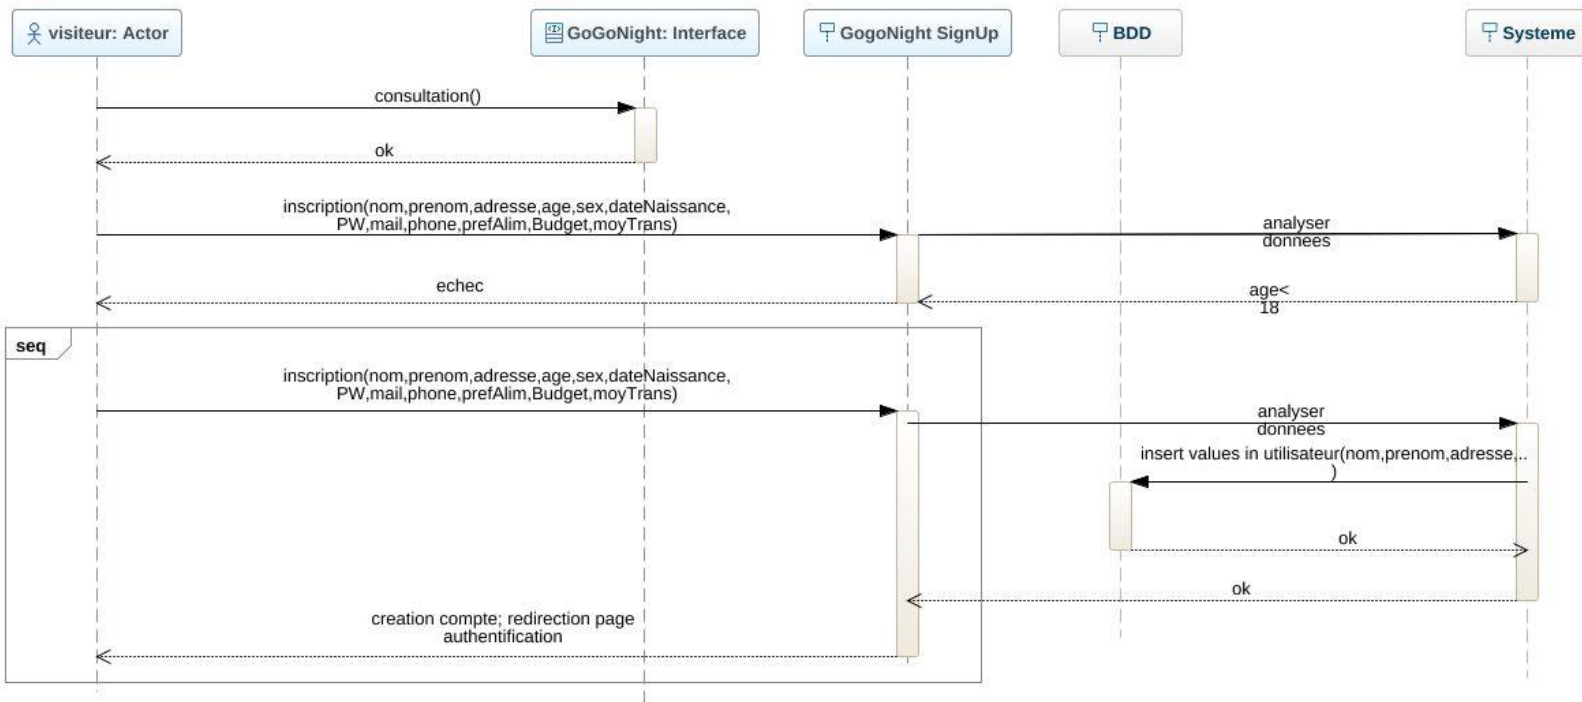 visiteur: Actor
GoGoNight: Interface
GogoNight SignUp
BDD
Systeme
consultation()
ok
inscription(nom,prenom,adresse,age,sex,dateNaissance,
PW,mail,phone,prefAlim,Budget,moyTrans)
analyser
donnees
echec
age<
18
seq
inscription(nom,prenom,adresse,age,sex,dateNaissance,
PW,mail,phone,prefAlim,Budget,moyTrans)
analyser
donnees
insert values in utilisateur(nom,prenom,adresse,..
)
ok
ok
creation compte; redirection page
authentification